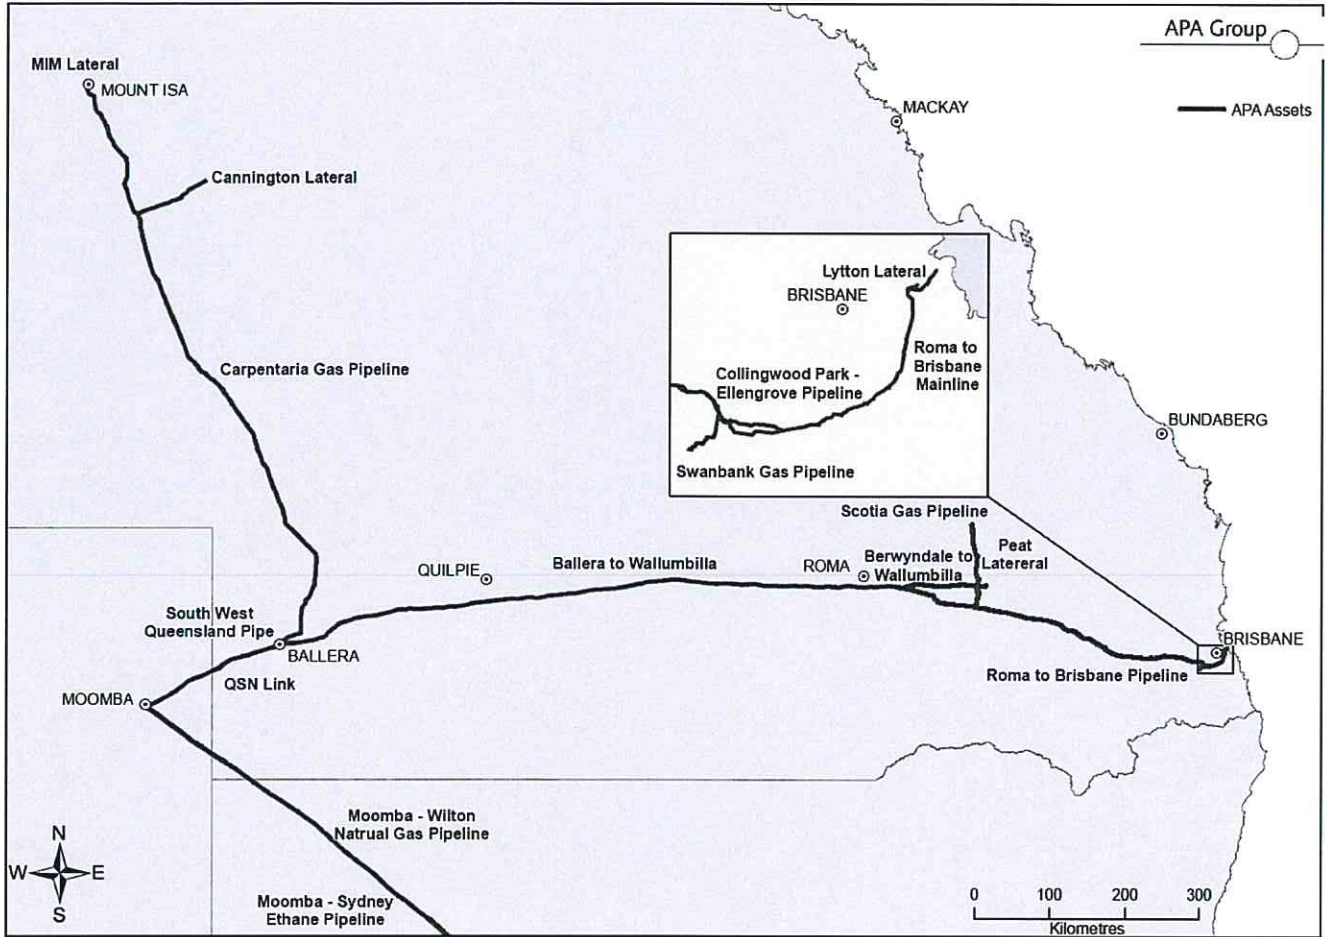 APA Group
APA Assets
MIM Lateral
MOUNT ISA
MACKAY
Cannington Lateral
Lytton Lateral
BRISBANE
Roma to
Brisbane
Mainline
Carpentaria Gas Pipeline
Collingwood Park -
Ellengrove Pipeline
BUNDABERG
Swanbank Gas Pipeline
Scotia Gas Pipeline
QUILPIE
Ballera to Wallumbilla
ROMA
Berwyndale to
Wallumbilla
Peat
Latereral
South West
Queensland Pipe
BALLERA
BRISBANE
QSN Link
Roma to Brisbane Pipeline
MOOMBA
Moomba - Wilton
Natrual Gas Pipeline
N
W
E
S
Moomba - Sydney
Ethane Pipeline
0 100 200 300
Kilometres